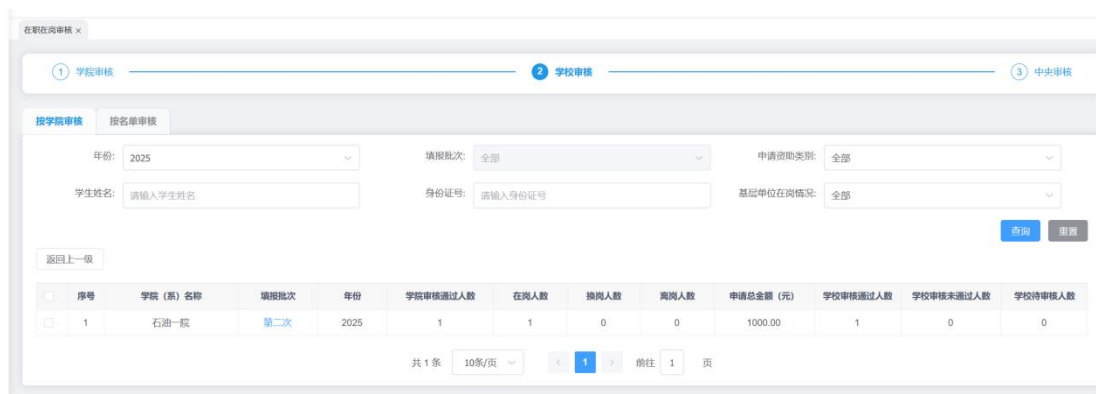 在职在岗审核 ×
1 学院审核 2 学校审核 3 中央审核
按学院审核 按名单审核
年份: 2025 填报批次: 全部 申请资助类别: 全部
学生姓名: 请输入学生姓名 身份证号: 请输入身份证号 基层单位在岗情况: 全部
查询 重置
返回上一级
序号 学院（系）名称 填报批次 年份 学院审核通过人数 在岗人数 换岗人数 离岗人数 申请总金额（元） 学校审核通过人数 学校审核未通过人数 学校待审核人数
1 石油一院 第二次 2025 1 1 0 0 1000.00 1 0 0
共 1 条 10条/页 < 1 > 前往 1 页